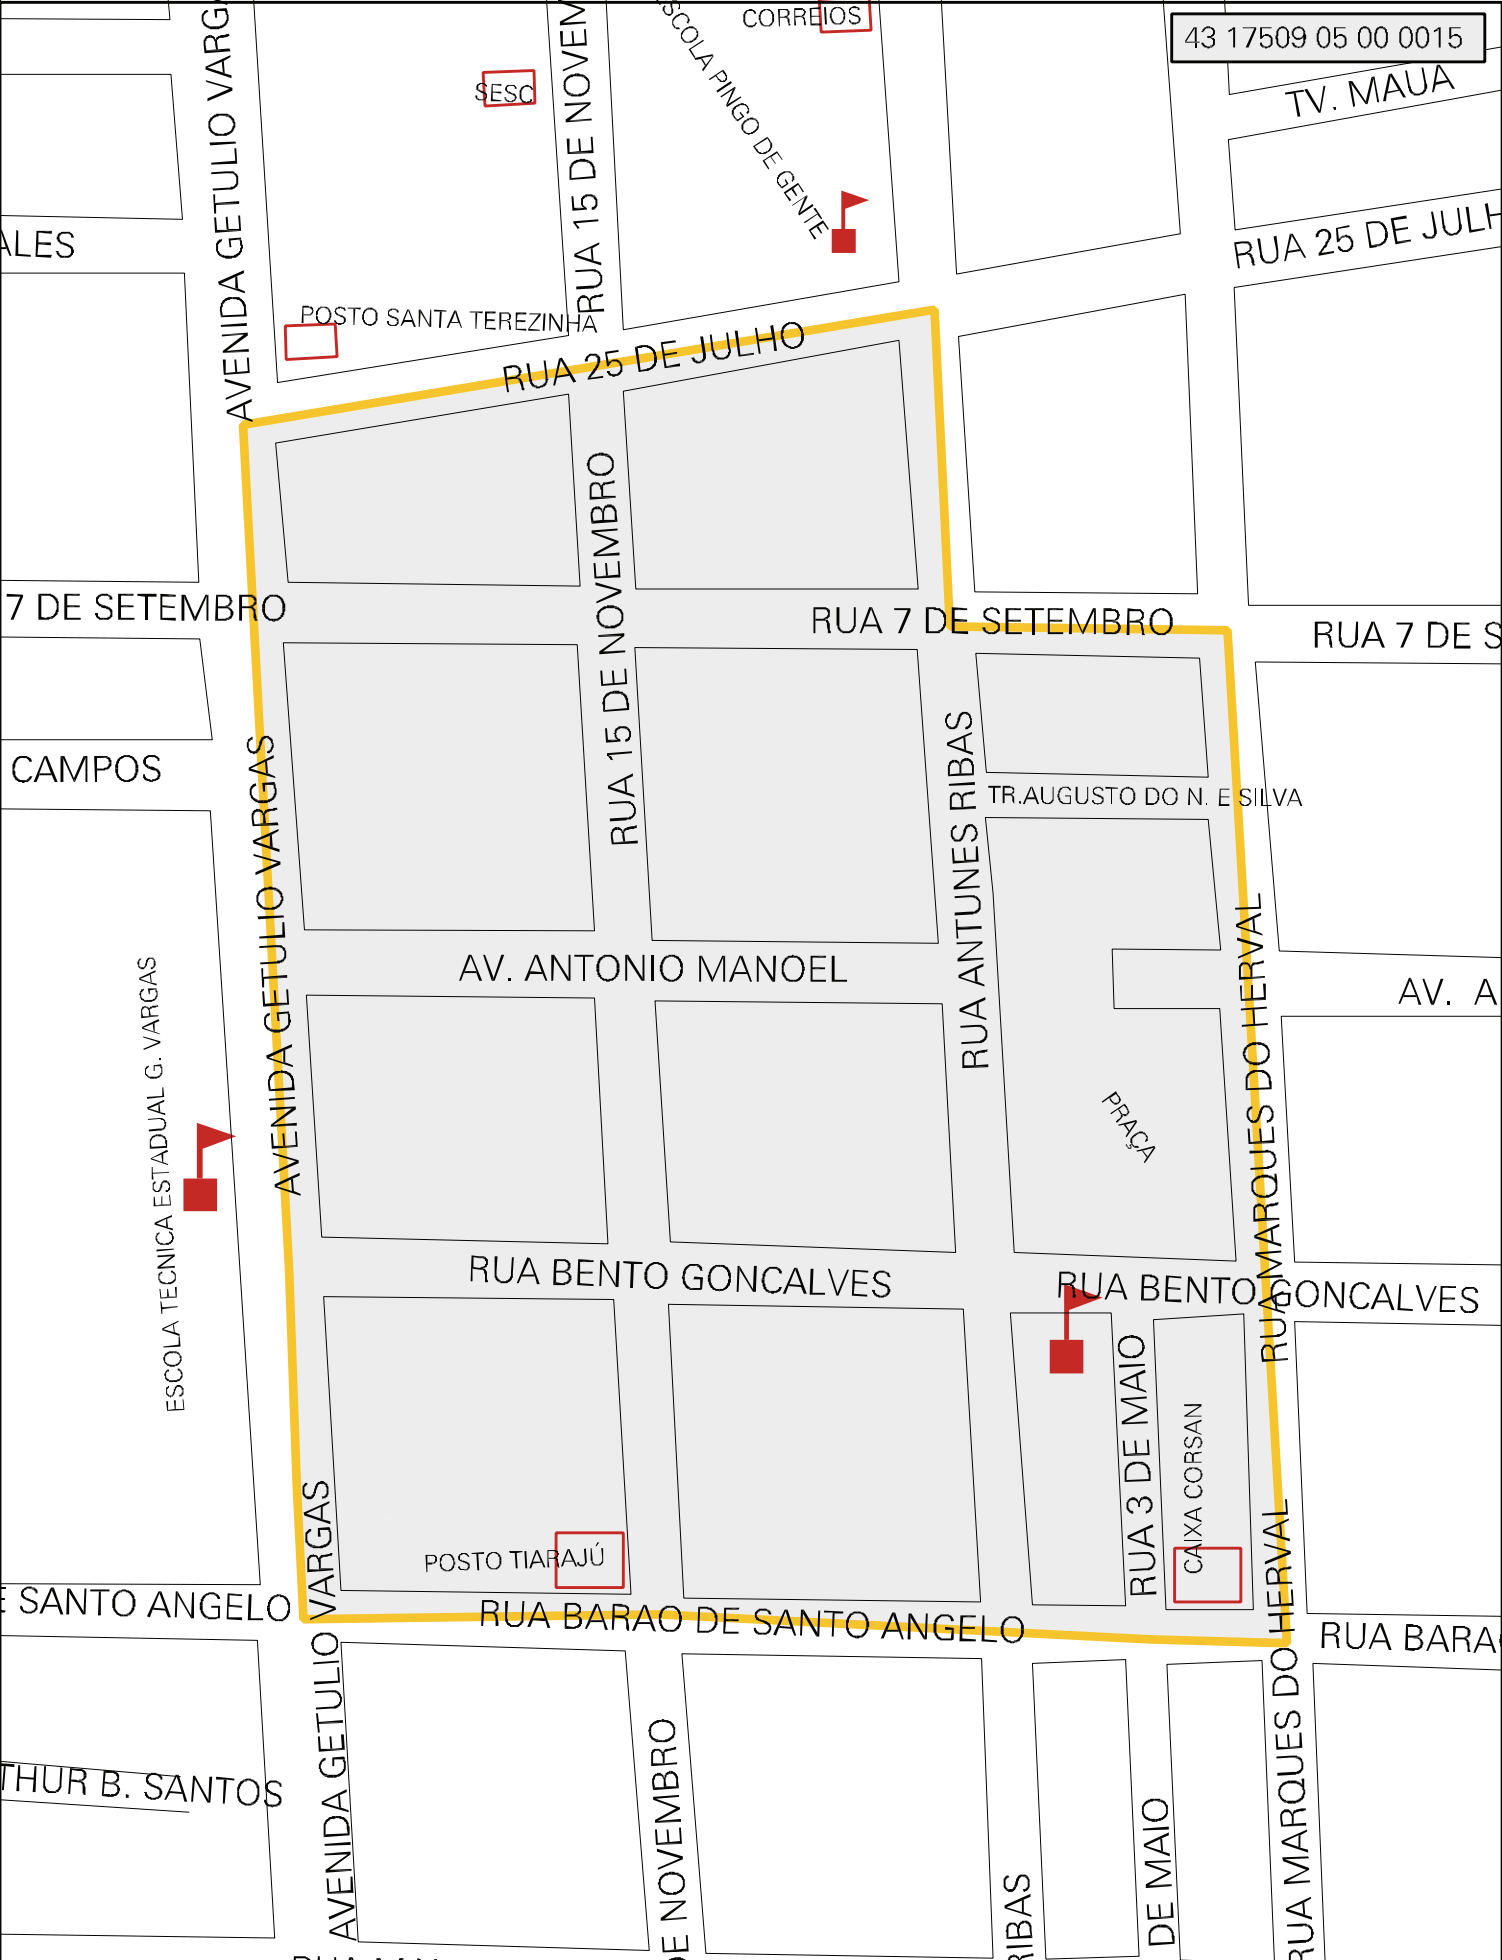 AVENIDA GETULIO VARGA
RUA 15 DE NOVEM
CORREIOS
43 17509 05 00 0015
SESC
ESCOLA PINGO DE GENTE
TV. MAUA
ALES
RUA 25 DE JULH
POSTO SANTA TEREZINHA
RUA 25 DE JULHO
RUA 15 DE NOVEMBRO
7 DE SETEMBRO
RUA 7 DE SETEMBRO
RUA 7 DE S
CAMPOS
AVENIDA GETULIO VARGAS
RUA ANTUNES RIBAS
TR.AUGUSTO DO N. E SILVA
AV. ANTONIO MANOEL
AV. A
RUA MARQUES DO HERVAL
ESCOLA TECNICA ESTADUAL G. VARGAS
PRAÇA
RUA BENTO GONCALVES
RUA BENTO GONCALVES
RUA 3 DE MAIO
CAIXA CORSAN
POSTO TIARAJÚ
E SANTO ANGELO
RUA BARAO DE SANTO ANGELO
RUA BARAO
AVENIDA GETULIO VARGAS
THUR B. SANTOS
DE NOVEMBRO
RIBAS
DE MAIO
RUA MARQUES DO HERVAL